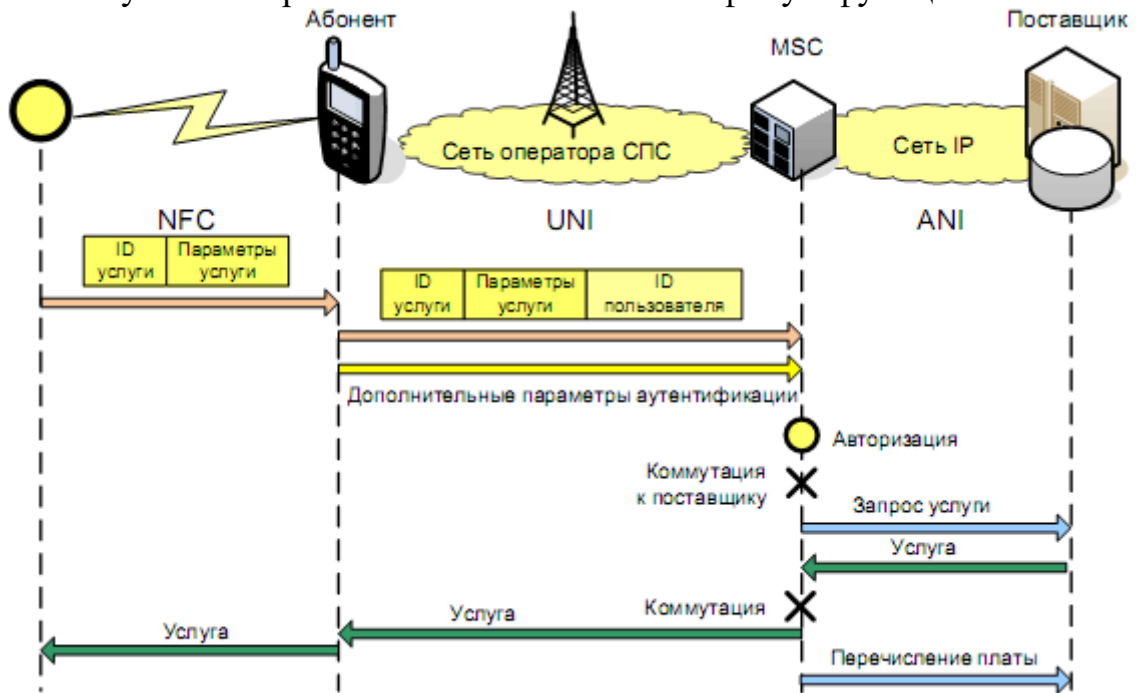 Абонент
MSC
Поставщик
Сеть оператора СПС
Сеть IP
NFC
UNI
ANI
ID
услуги
Параметры
услуги
ID
услуги
Параметры
услуги
ID
пользователя
Дополнительные параметры аутентификации
Авторизация
Коммутация
к поставщику
Запрос услуги
Услуга
Коммутация
Услуга
Услуга
Перечисление платы